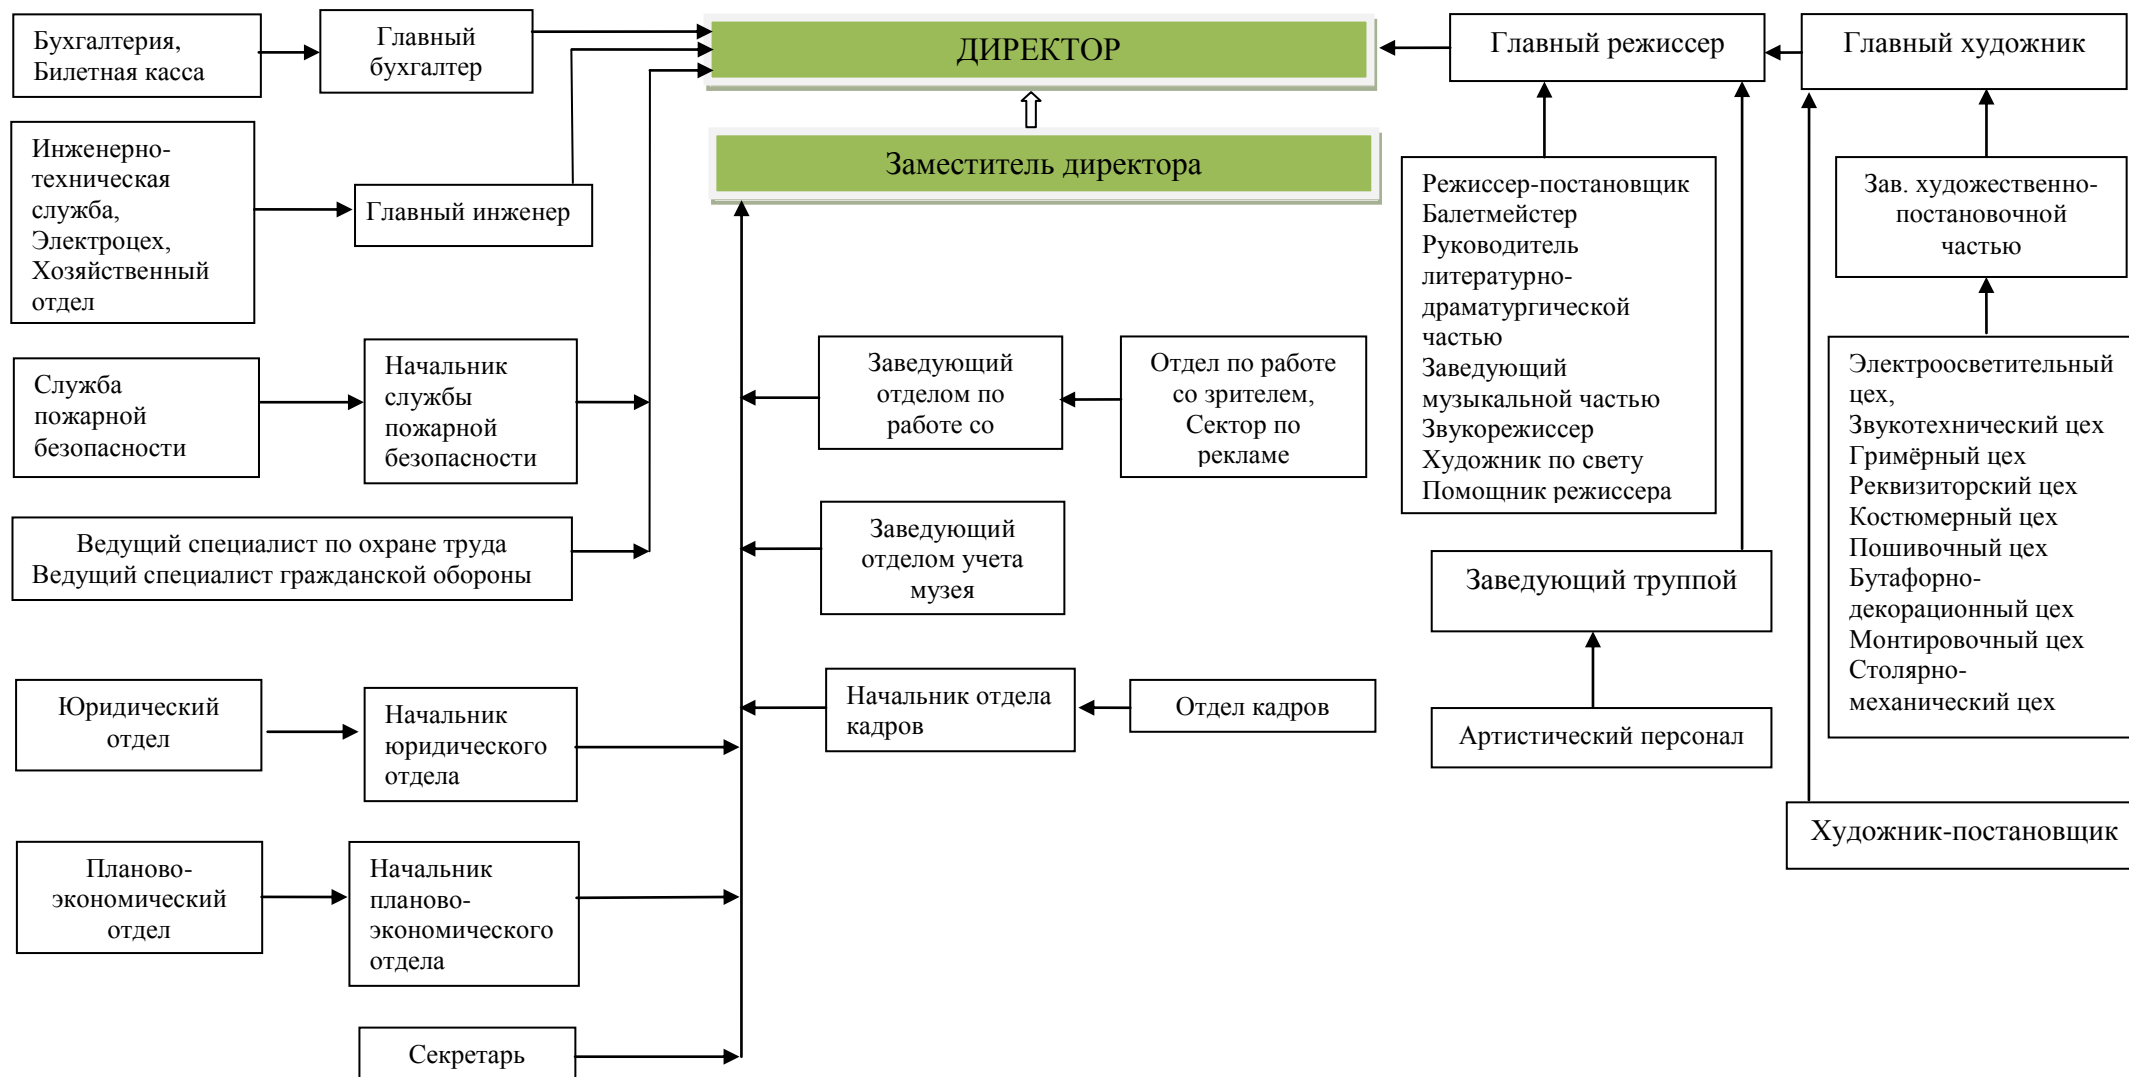 Бухгалтерия,
Билетная касса
Главный
бухгалтер
ДИРЕКТОР
Главный режиссер
Главный художник
Заместитель директора
Инженерно-
техническая
служба,
Электроцех,
Хозяйственный
отдел
Главный инженер
Режиссер-постановщик
Балетмейстер
Руководитель
литературно-
драматургической
частью
Заведующий
музыкальной частью
Звукорежиссер
Художник по свету
Помощник режиссера
Зав. художественно-
постановочной
частью
Служба
пожарной
безопасности
Начальник
службы
пожарной
безопасности
Заведующий
отделом по
работе со
Отдел по работе
со зрителем,
Сектор по
рекламе
Электроосветительный
цех,
Звукотехнический цех
Гримёрный цех
Реквизиторский цех
Костюмерный цех
Пошивочный цех
Бутафорно-
декорационный цех
Монтировочный цех
Столярно-
механический цех
Ведущий специалист по охране труда
Ведущий специалист гражданской обороны
Заведующий
отделом учета
музея
Заведующий труппой
Юридический
отдел
Начальник
юридического
отдела
Начальник отдела
кадров
Отдел кадров
Артистический персонал
Художник-постановщик
Планово-
экономический
отдел
Начальник
планово-
экономического
отдела
Секретарь